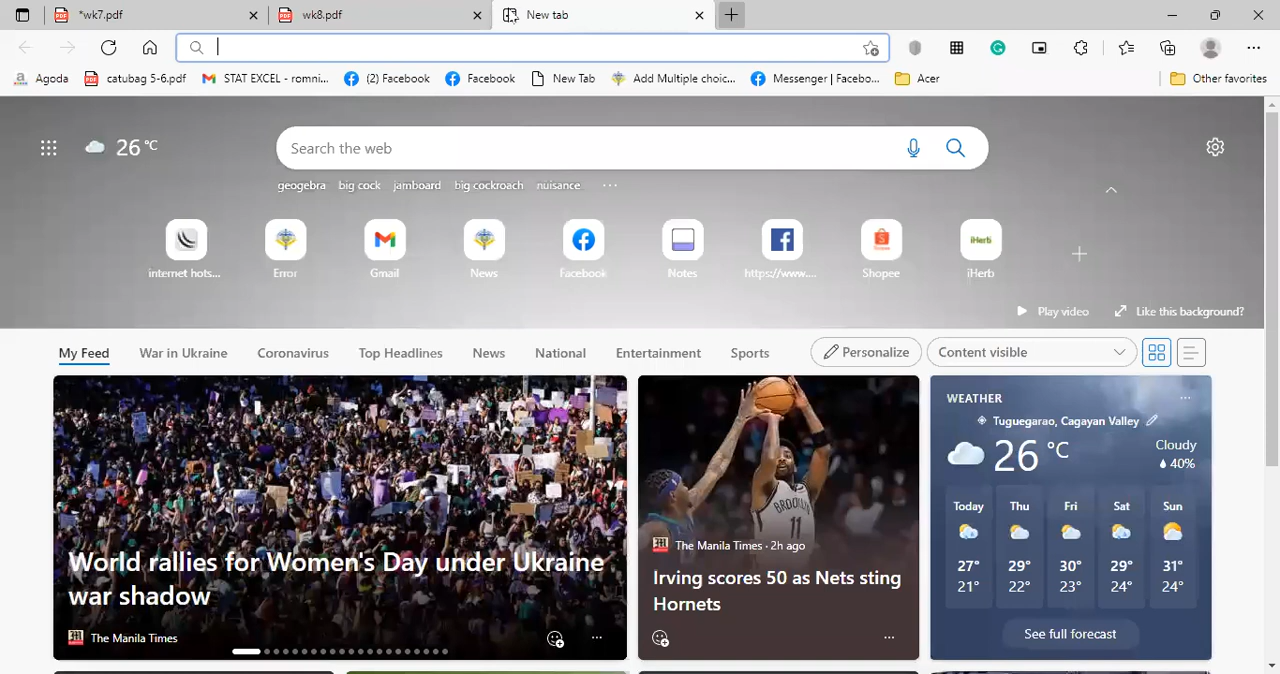 *wk7.pdf
wk8.pdf
New tab
Agoda
catubag 5-6.pdf
STAT EXCEL - romni...
(2) Facebook
Facebook
New Tab
Add Multiple choic...
Messenger | Facebo...
Acer
Other favorites
26 °C
Search the web
geogebra big cock jamboard big cockroach nuisance ...
internet hots...
Error
Gmail
News
Facebook
Notes
https://www....
Shopee
iHerb
iHerb
Play video
Like this background?
My Feed
War in Ukraine
Coronavirus
Top Headlines
News
National
Entertainment
Sports
Personalize
Content visible
World rallies for Women's Day under Ukraine
war shadow
The Manila Times
BROOKLYN
11
The Manila Times · 2h ago
Irving scores 50 as Nets sting
Hornets
WEATHER
Tuguegarao, Cagayan Valley
26 °C
Cloudy
40%
Today Thu Fri Sat Sun
27° 29° 30° 29° 31°
21° 22° 23° 24° 24°
See full forecast